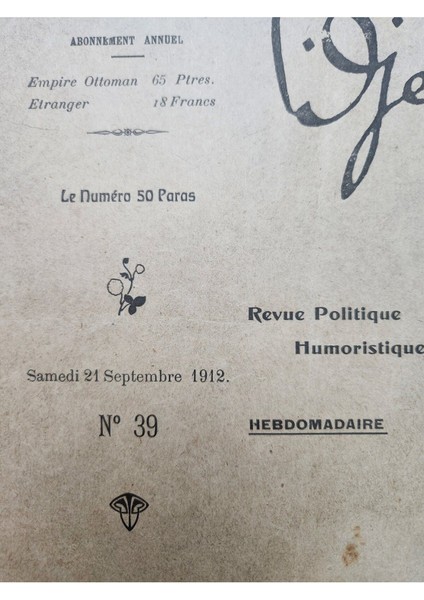 ABONNEMENT ANNUEL
Empire Ottoman 65 Ptres.
Etranger 18 Francs
Le Numéro 50 Paras
Revue Politique
Humoristique
Samedi 21 Septembre 1912.
Nº 39
HEBDOMADAIRE